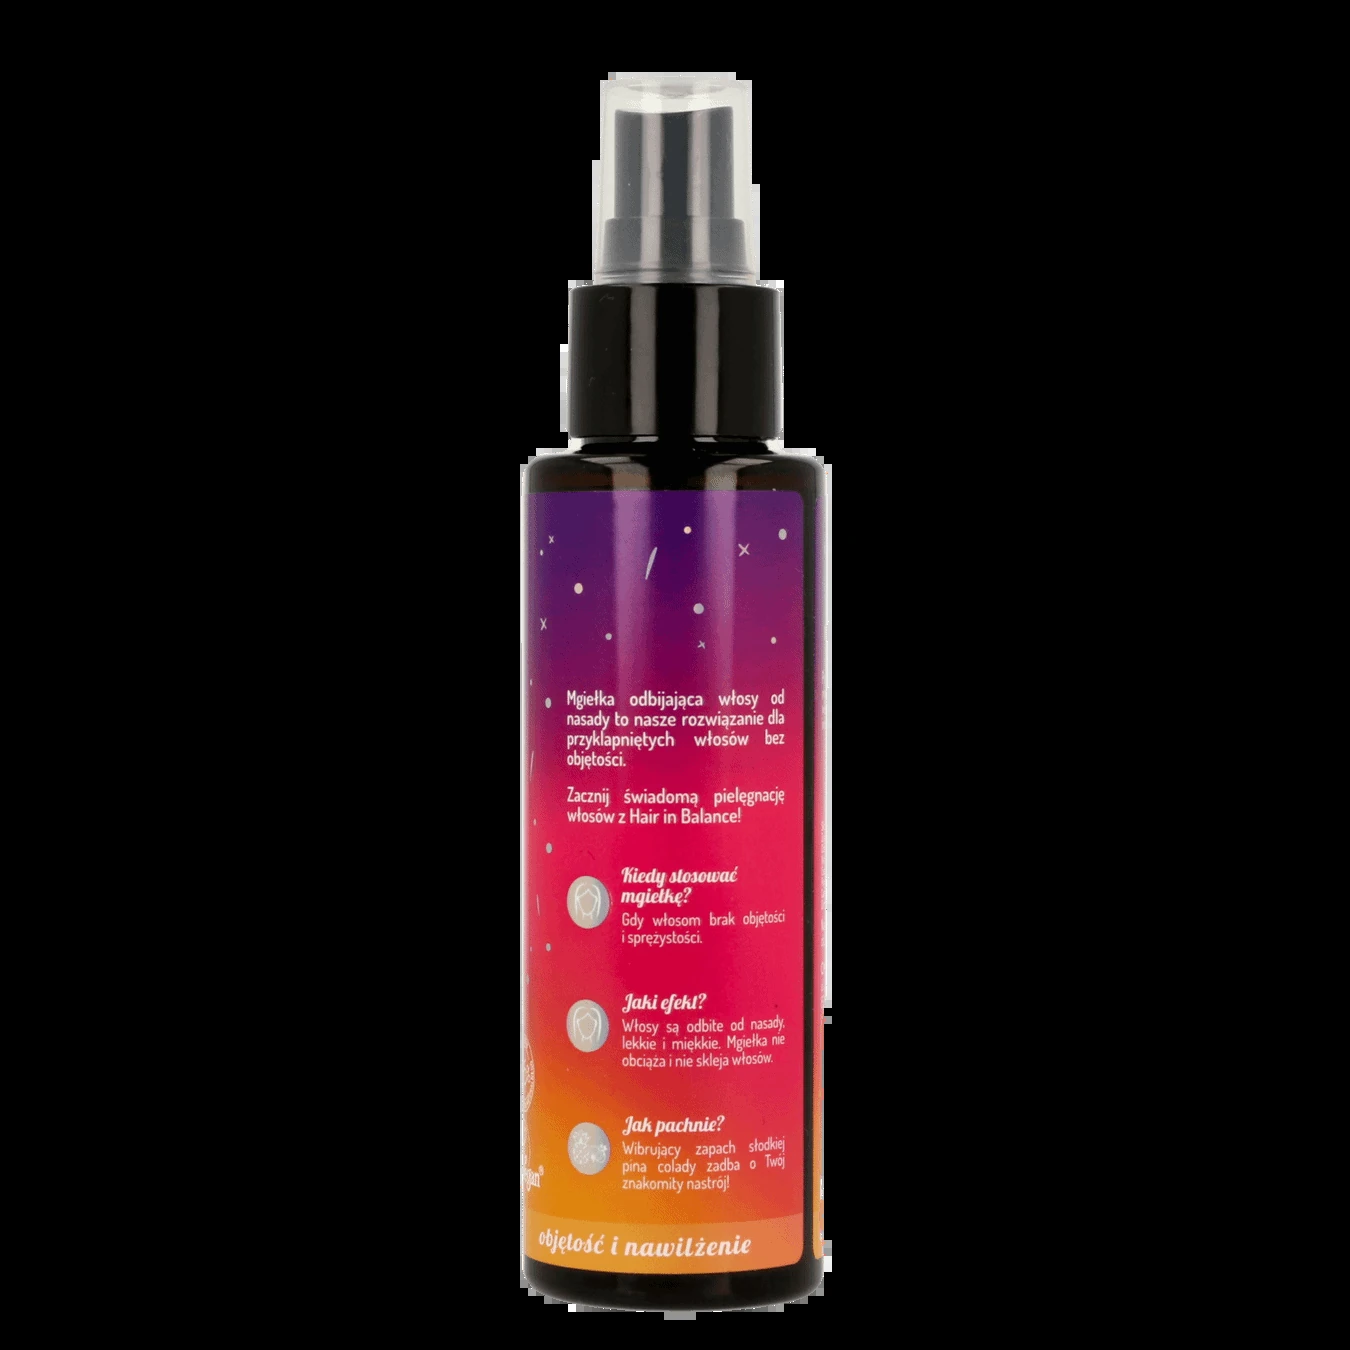 Mgiełka odbijająca włosy od
nasady to nasze rozwiązanie dla
przyklapniętych włosów bez
objętości.
Zacznij świadomą pielęgnację
włosów z Hair in Balance!
Kiedy stosować
mgiełkę?
Gdy włosom brak objętości
i sprężystości.
Jaki efekt?
Włosy są odbite od nasady,
lekkie i miękkie. Mgiełka nie
obciąża i nie skleja włosów.
Jak pachnie?
Wibrujący zapach słodkiej
pina colady zadba o Twój
znakomity nastrój!
objętość i nawilżenie